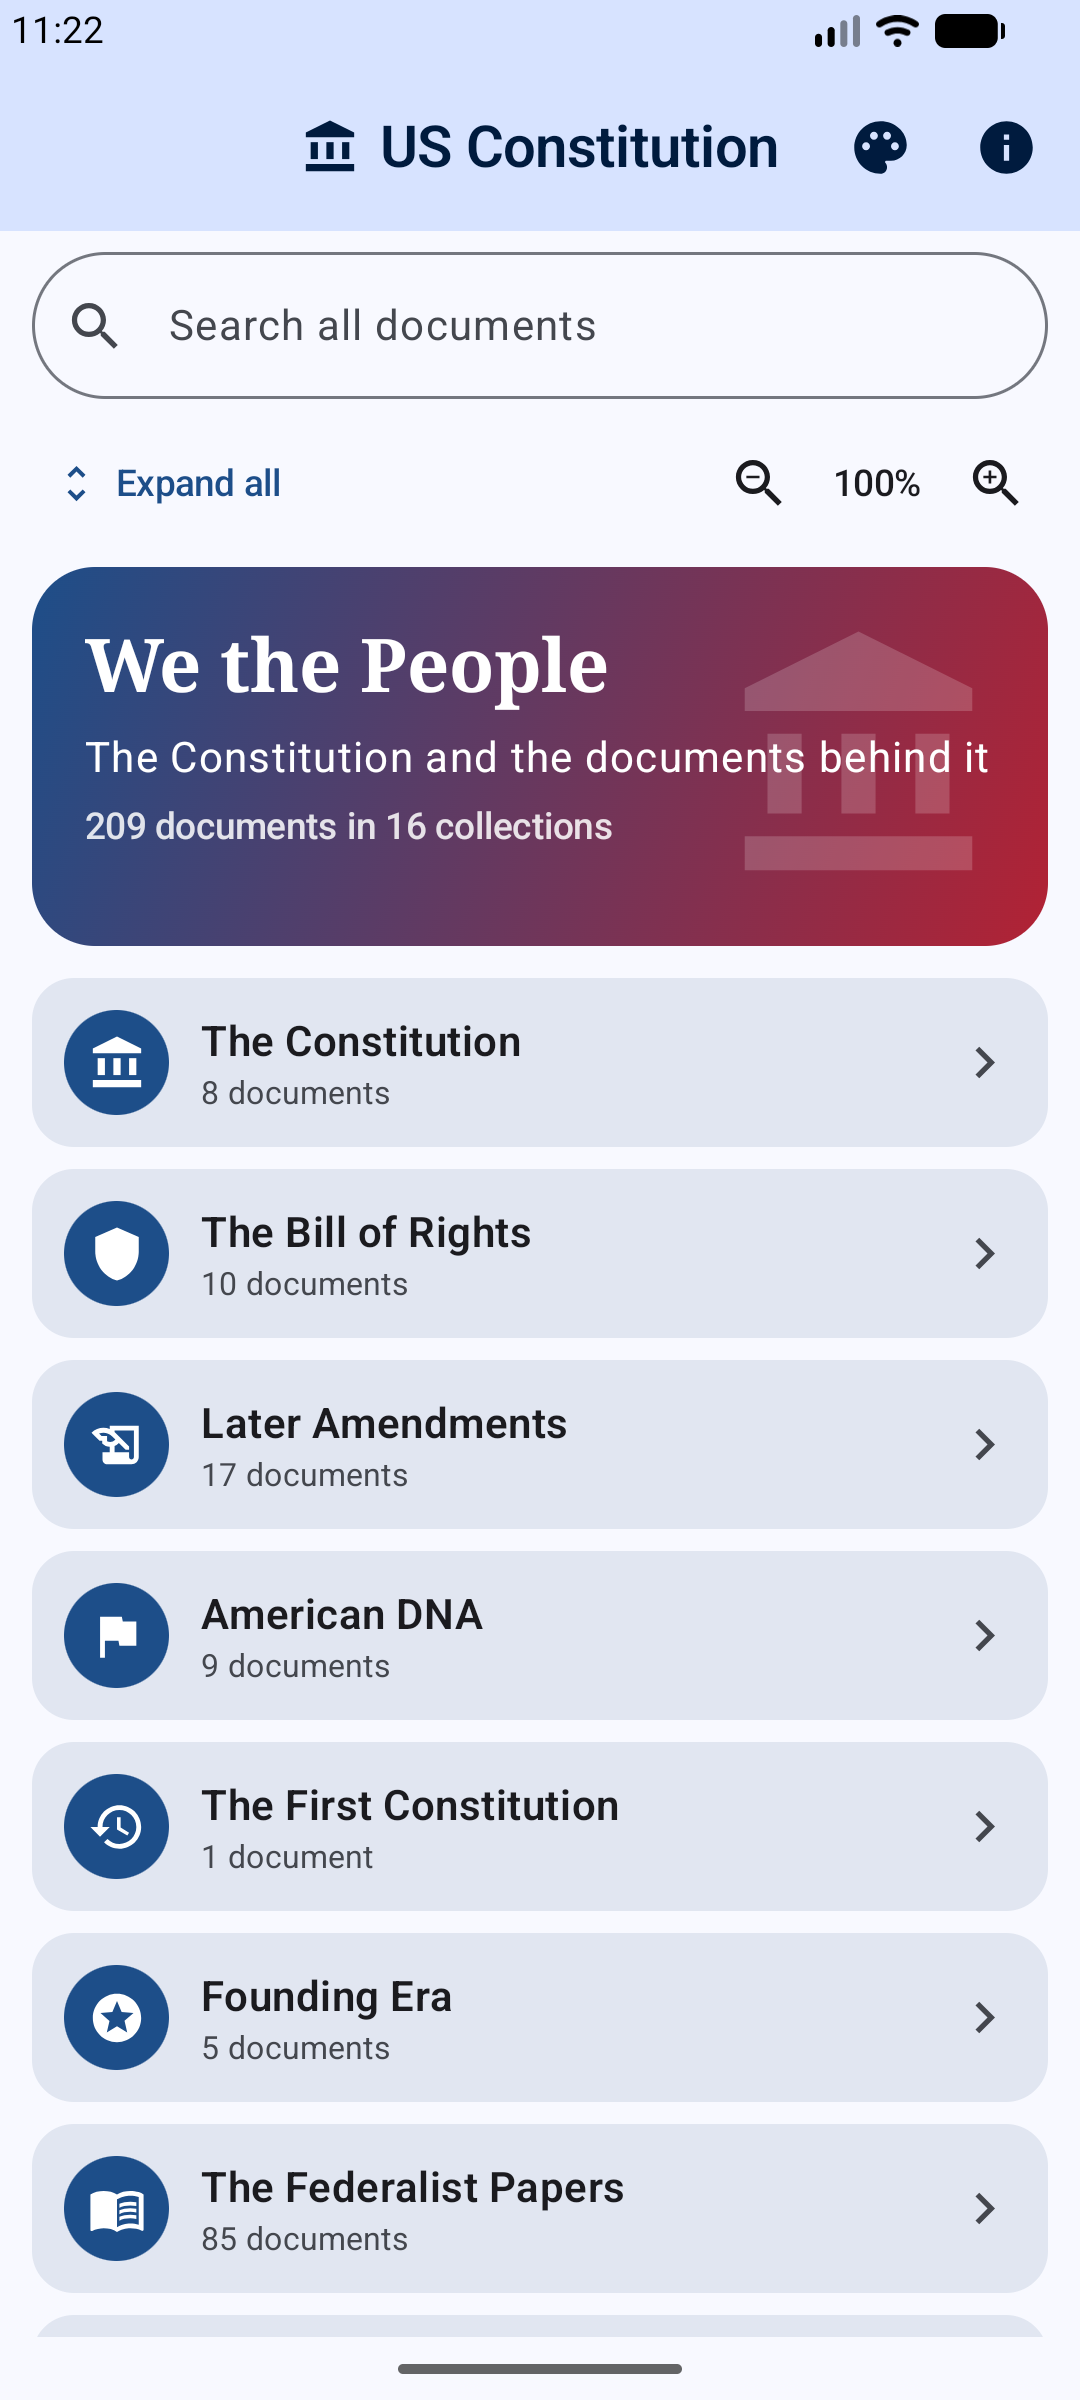 11:22
US Constitution
Search all documents
Expand all
100%
We the People
The Constitution and the documents behind it
209 documents in 16 collections
The Constitution
8 documents
The Bill of Rights
10 documents
Later Amendments
17 documents
American DNA
9 documents
The First Constitution
1 document
Founding Era
5 documents
The Federalist Papers
85 documents